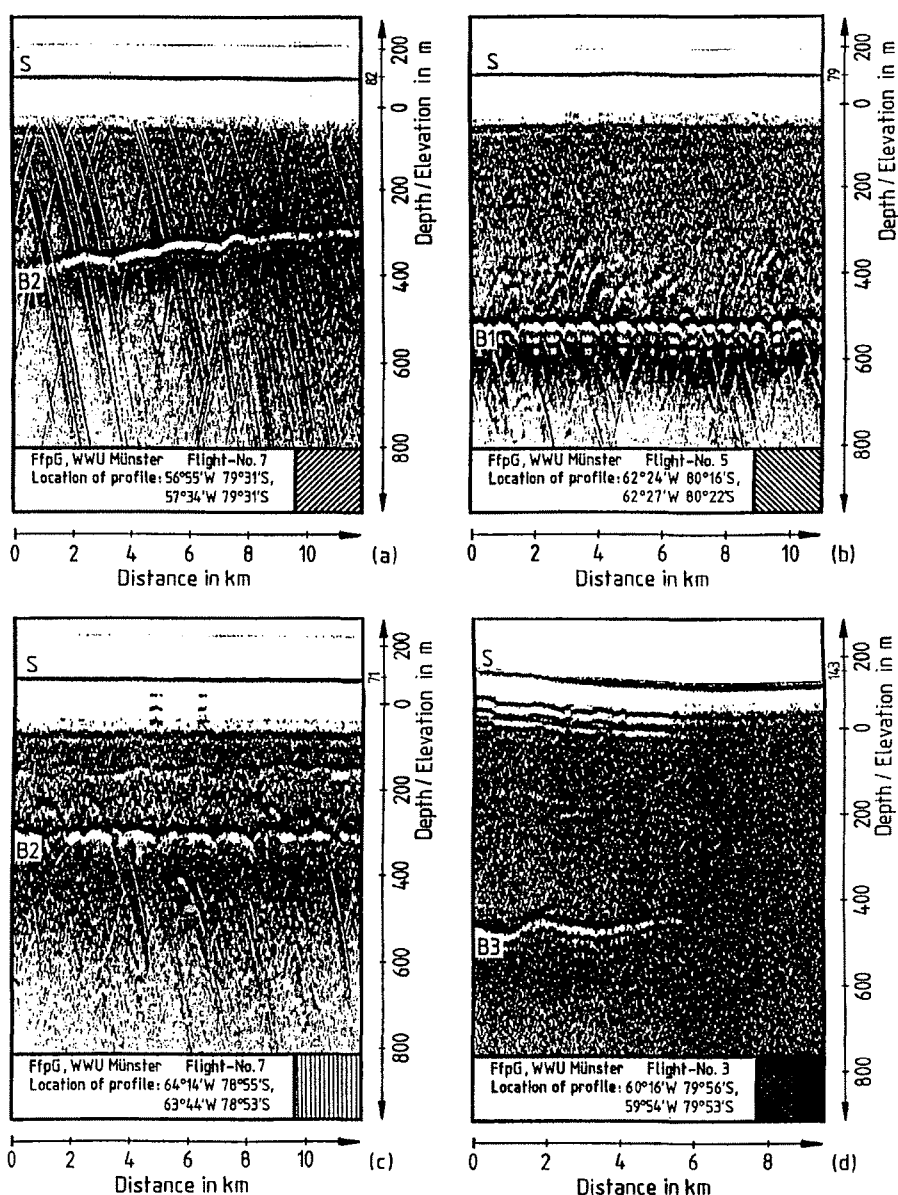 S
B2
82
200
0
200
400
600
800
Depth/Elevation in m
FfpG, WWU Münster Flight-No. 7
Location of profile: 56°55'W 79°31'S,
57°34'W 79°31'S
0 2 4 6 8 10 (a)
Distance in km
S
B1
79
200
0
200
400
600
800
Depth/Elevation in m
FfpG, WWU Münster Flight-No. 5
Location of profile: 62°24'W 80°16'S,
62°27'W 80°22'S
0 2 4 6 8 10 (b)
Distance in km
S
B2
71
200
0
200
400
600
800
Depth/Elevation in m
FfpG, WWU Münster Flight-No. 7
Location of profile: 64°14'W 78°55'S,
63°44'W 78°53'S
0 2 4 6 8 10 (c)
Distance in km
S
B3
143
200
0
200
400
600
800
Depth / Elevation in m
FfpG, WWU Münster Flight-No. 3
Location of profile: 60°16'W 79°56'S,
59°54'W 79°53'S
0 2 4 6 8 (d)
Distance in km